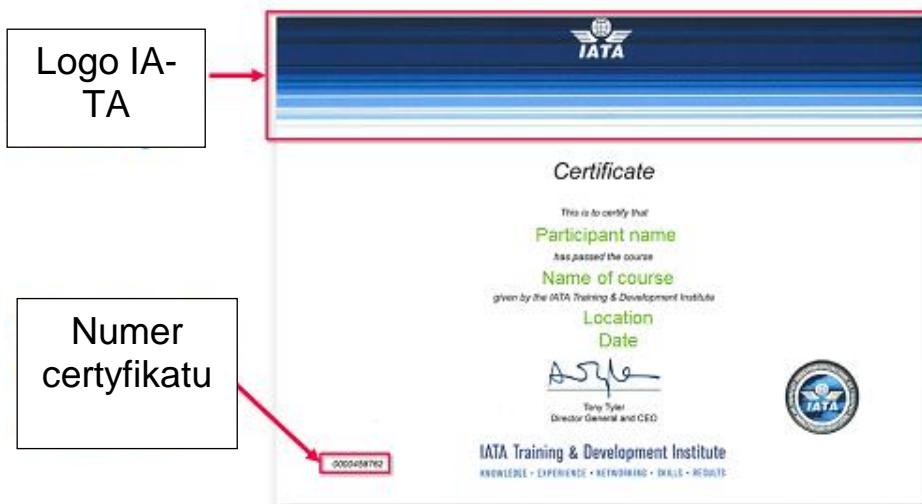 Logo IA-
TA
IATA
Certificate
This is to certify that
Participant name
has passed the course
Name of course
given by the IATA Training & Development Institute
Location
Date
Tony Tyler
Director General and CEO
Numer
certyfikatu
0000458762
IATA
IATA Training & Development Institute
KNOWLEDGE • EXPERIENCE • NETWORKING • SKILLS • RESULTS